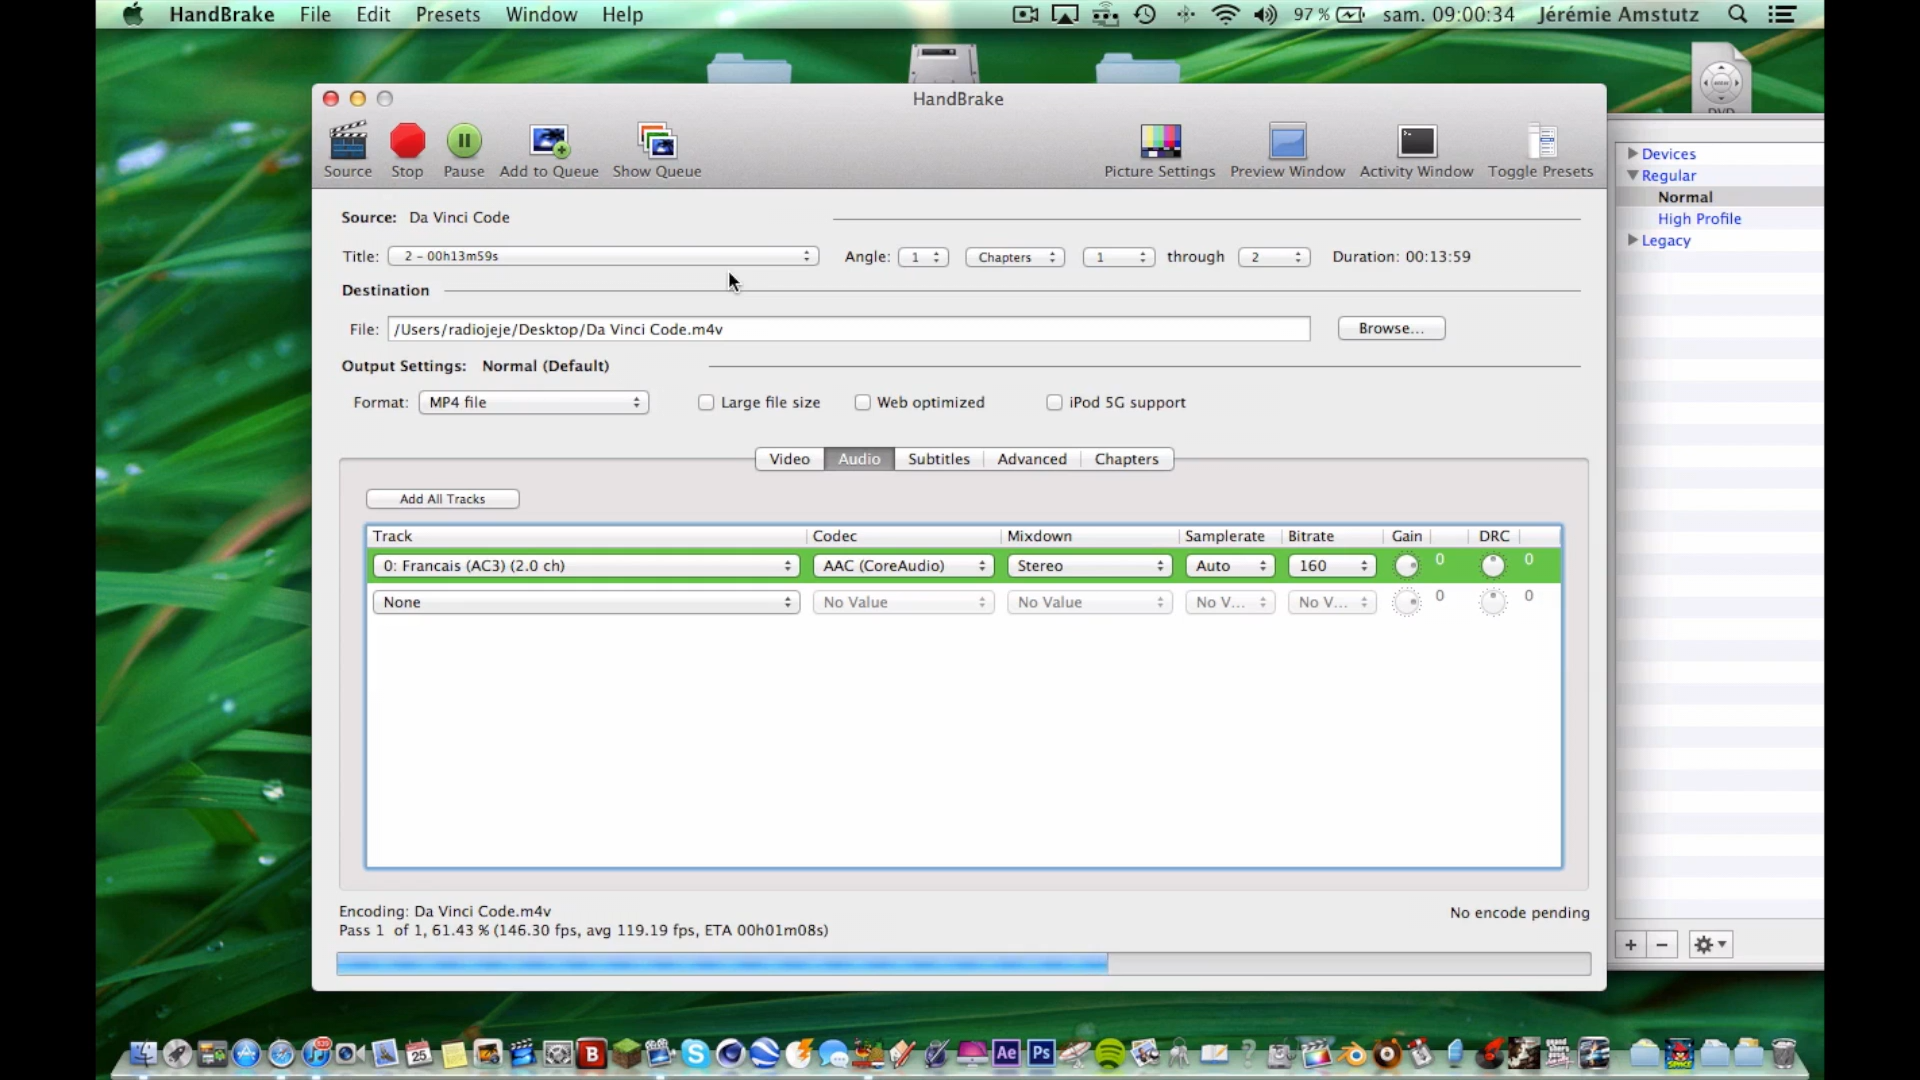 HandBrake File Edit Presets Window Help 97 % sam. 09:00:34 Jérémie Amstutz
DVD
HandBrake
Source Stop Pause Add to Queue Show Queue Picture Settings Preview Window Activity Window Toggle Presets
Devices
Regular
Normal
High Profile
Legacy
Source: Da Vinci Code
Title: 2 - 00h13m59s Angle: 1 Chapters 1 through 2 Duration: 00:13:59
Destination
File: /Users/radiojeje/Desktop/Da Vinci Code.m4v Browse...
Output Settings: Normal (Default)
Format: MP4 file Large file size Web optimized iPod 5G support
Video Audio Subtitles Advanced Chapters
Add All Tracks
Track Codec Mixdown Samplerate Bitrate Gain DRC
0: Francais (AC3) (2.0 ch) AAC (CoreAudio) Stereo Auto 160 0 0
None No Value No Value No V... No V... 0 0
Encoding: Da Vinci Code.m4v No encode pending
Pass 1 of 1, 61.43 % (146.30 fps, avg 119.19 fps, ETA 00h01m08s)
25 B Ae Ps